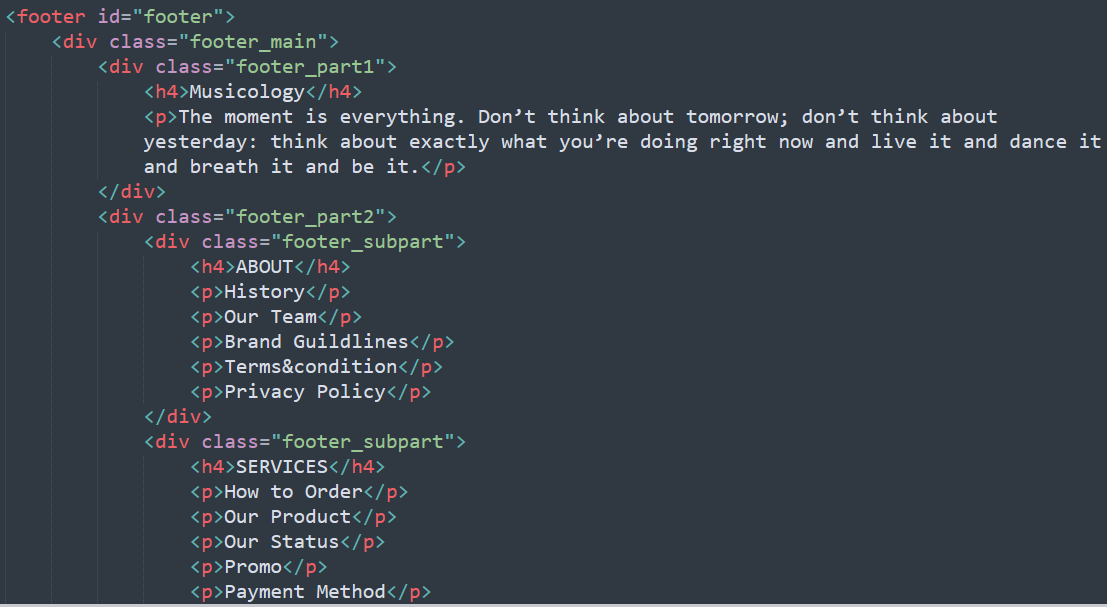 <footer id="footer">
<div class="footer_main">
<div class="footer_part1">
<h4>Musicology</h4>
<p>The moment is everything. Don’t think about tomorrow; don’t think about
yesterday: think about exactly what you’re doing right now and live it and dance it
and breath it and be it.</p>
</div>
<div class="footer_part2">
<div class="footer_subpart">
<h4>ABOUT</h4>
<p>History</p>
<p>Our Team</p>
<p>Brand Guildlines</p>
<p>Terms&condition</p>
<p>Privacy Policy</p>
</div>
<div class="footer_subpart">
<h4>SERVICES</h4>
<p>How to Order</p>
<p>Our Product</p>
<p>Our Status</p>
<p>Promo</p>
<p>Payment Method</p>